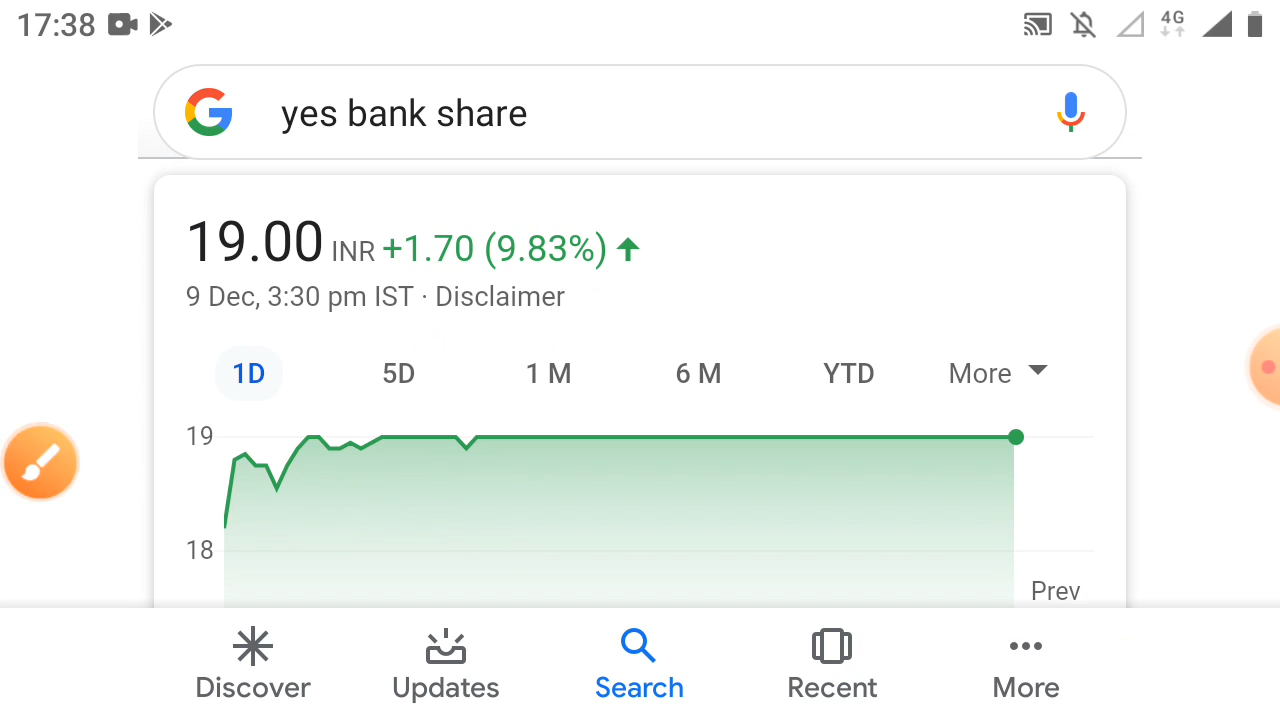 17:38
4G
yes bank share
19.00 INR +1.70 (9.83%)
9 Dec, 3:30 pm IST · Disclaimer
1D 5D 1 M 6 M YTD More
19
18
Prev
Discover Updates Search Recent More